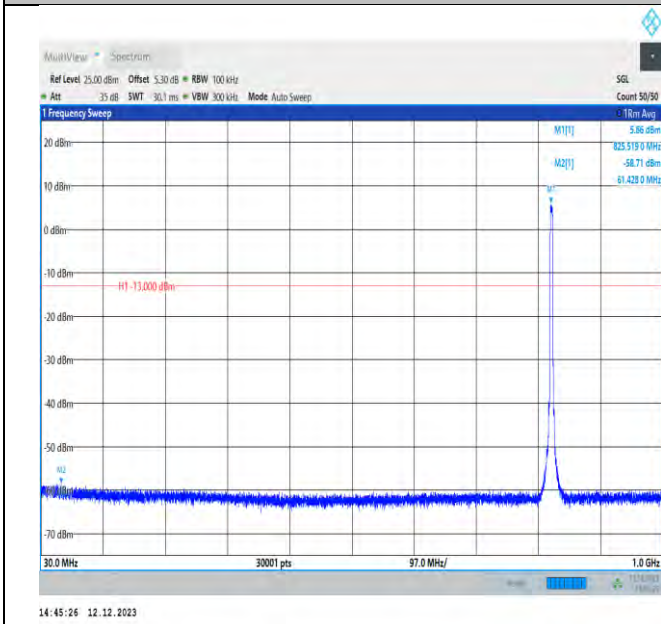 MultiView Spectrum
Ref Level 25.00 dBm Offset 5.30 dB RBW 100 kHz SGL
Att 35 dB SWT 30.1 ms VBW 300 kHz Mode Auto Sweep Count 50/50
1 Frequency Sweep 1Rm Avg
M1[1] 5.86 dBm
825.519 0 MHz
M2[1] -58.71 dBm
61.428 0 MHz
20 dBm
10 dBm
M1
0 dBm
-10 dBm
H1 -13.000 dBm
-20 dBm
-30 dBm
-40 dBm
-50 dBm
M2
-60 dBm
-70 dBm
30.0 MHz 30001 pts 97.0 MHz/ 1.0 GHz
14:45:26 12.12.2023